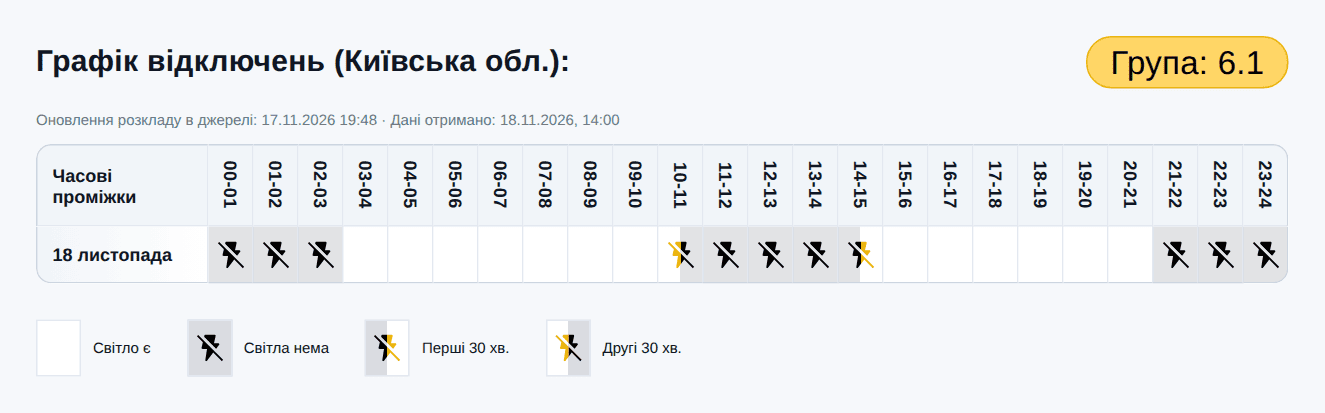 Графік відключень (Київська обл.):
Група: 6.1
Оновлення розкладу в джерелі: 17.11.2026 19:48 · Дані отримано: 18.11.2026, 14:00
Часові
проміжки
00-01
01-02
02-03
03-04
04-05
05-06
06-07
07-08
08-09
09-10
10-11
11-12
12-13
13-14
14-15
15-16
16-17
17-18
18-19
19-20
20-21
21-22
22-23
23-24
18 листопада
Світло є
Світла нема
Перші 30 хв.
Другі 30 хв.